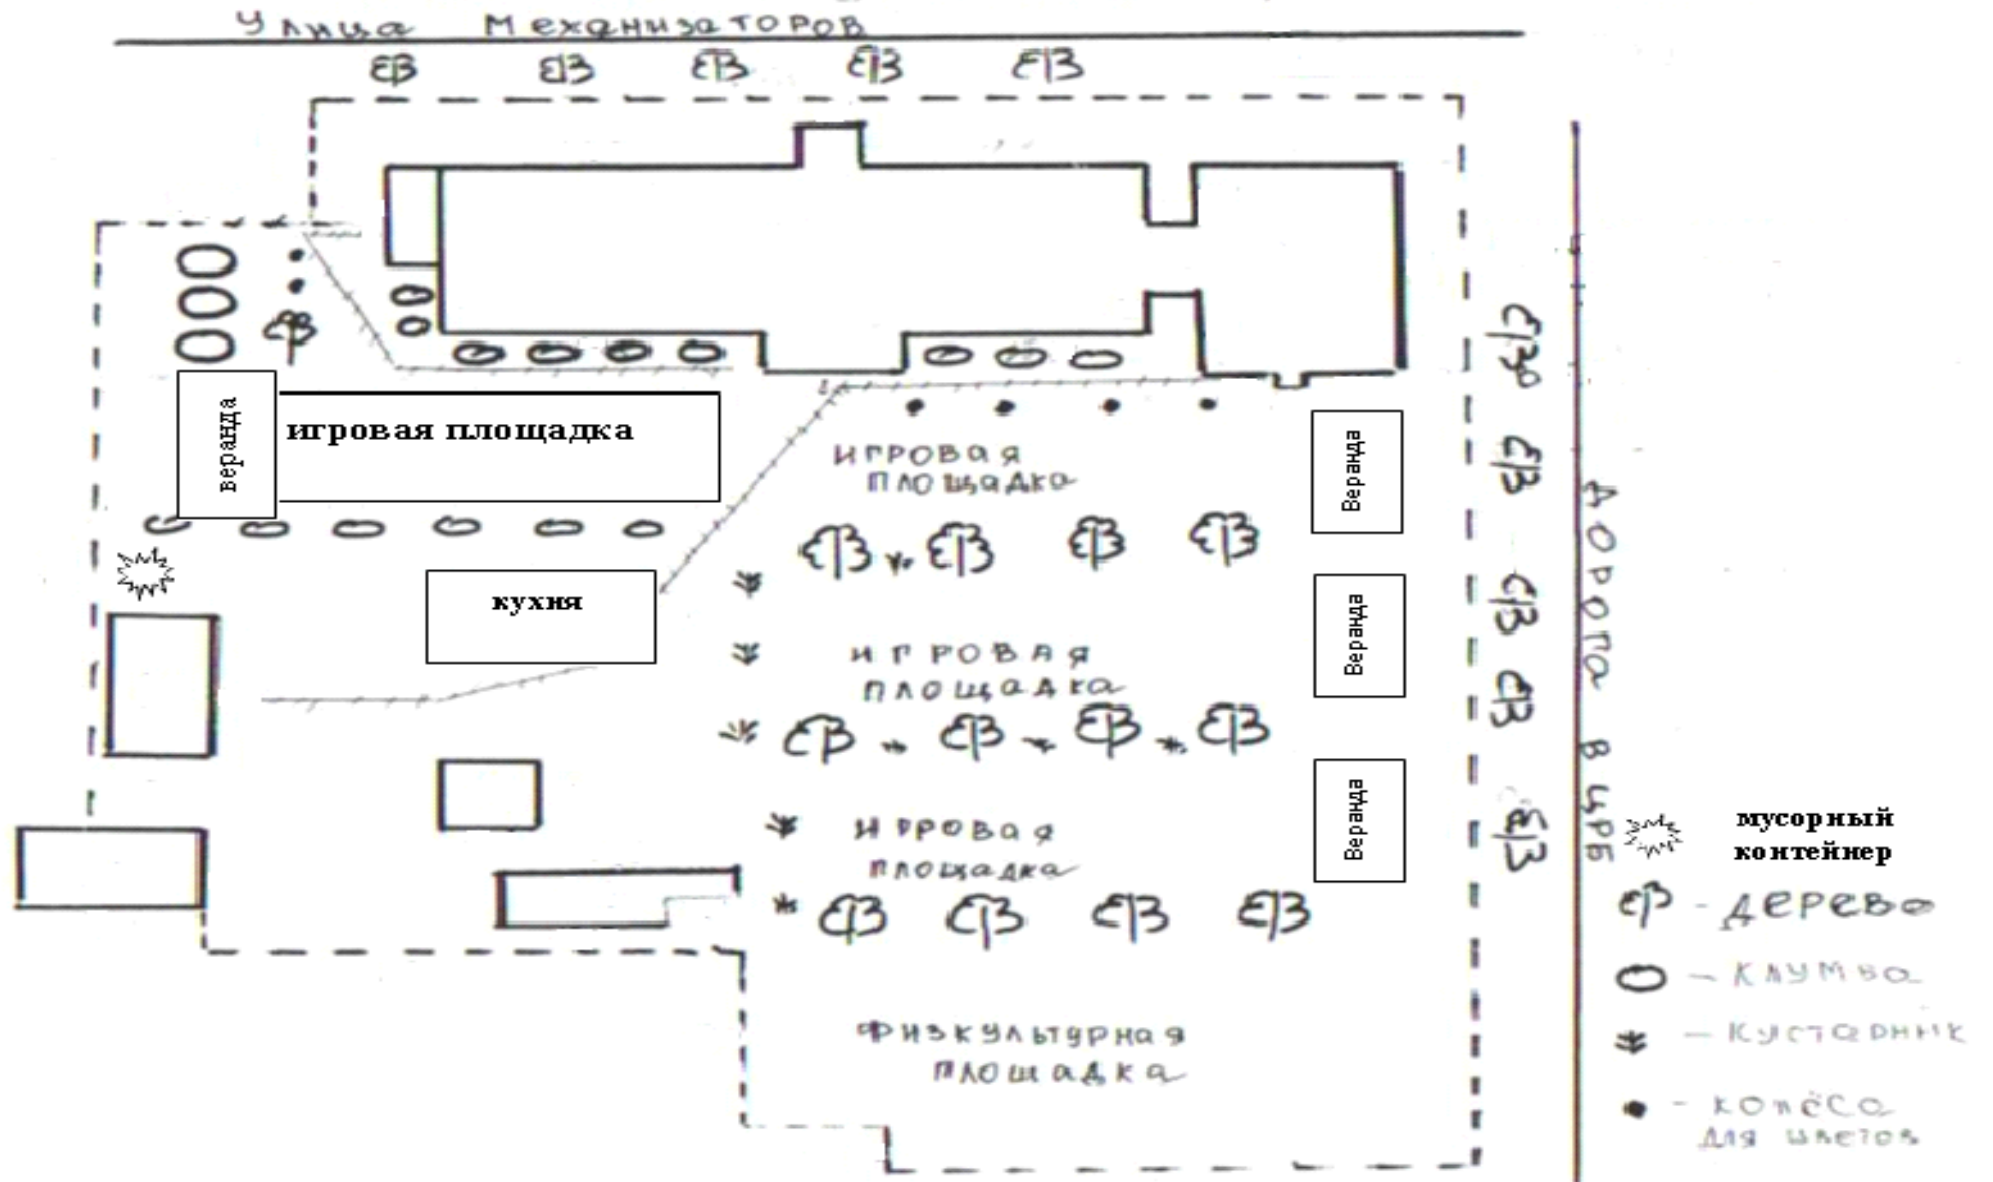 Улица Механизаторов
веранда
игровая площадка
игровая
площадка
Веранда
кухня
игровая
площадка
Веранда
игровая
площадка
Веранда
физкультурная
площадка
дорога в ЦРБ
мусорный
контейнер
- дерево
- клумба
- кустарник
- колёса
для цветов